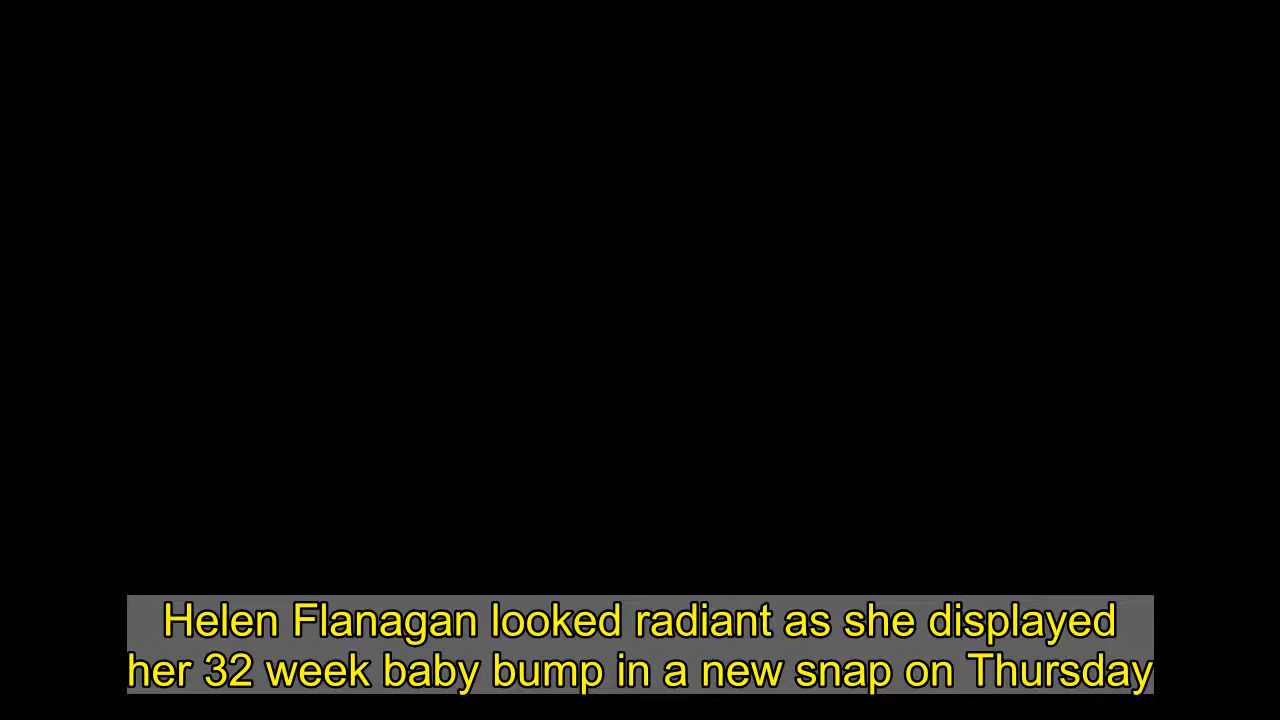 Helen Flanagan looked radiant as she displayed
her 32 week baby bump in a new snap on Thursday